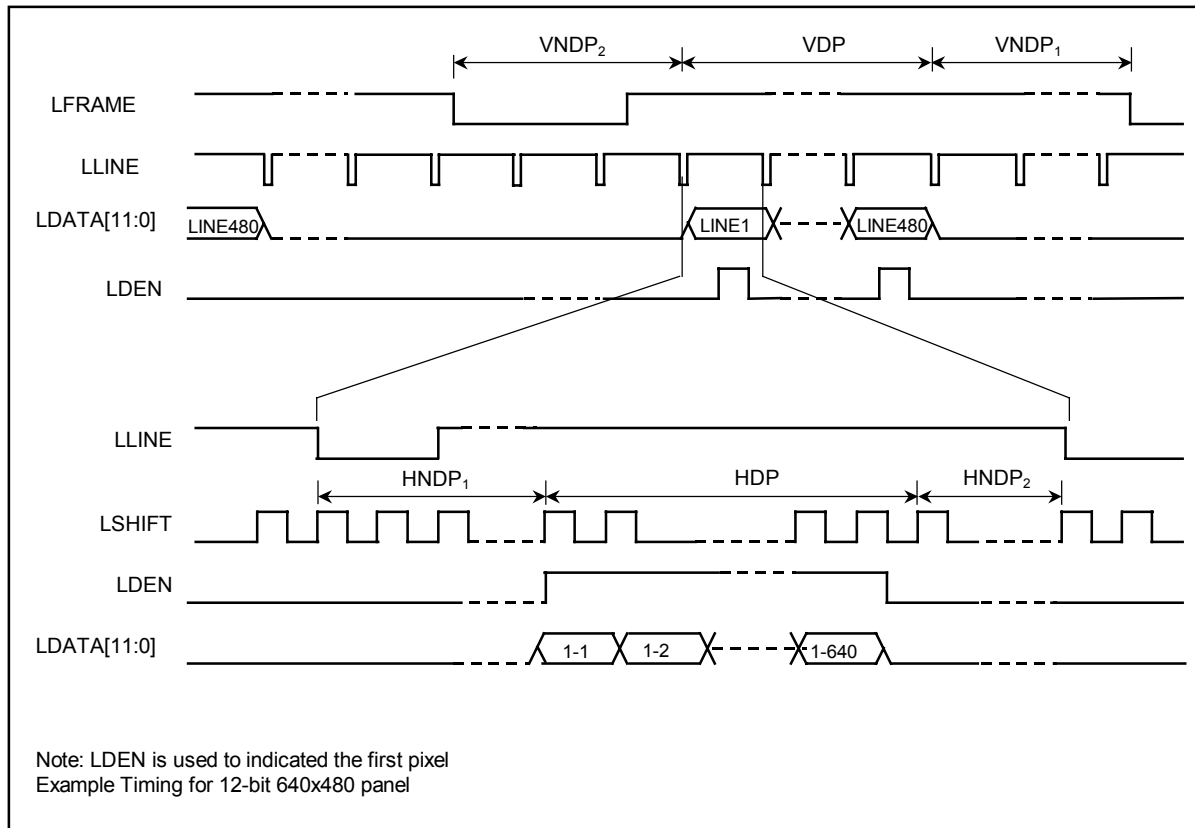 VNDP2 VDP VNDP1
LFRAME
LLINE
LDATA[11:0] LINE480 LINE1 LINE480
LDEN
LLINE
HNDP1 HDP HNDP2
LSHIFT
LDEN
LDATA[11:0] 1-1 1-2 1-640
Note: LDEN is used to indicated the first pixel
Example Timing for 12-bit 640x480 panel